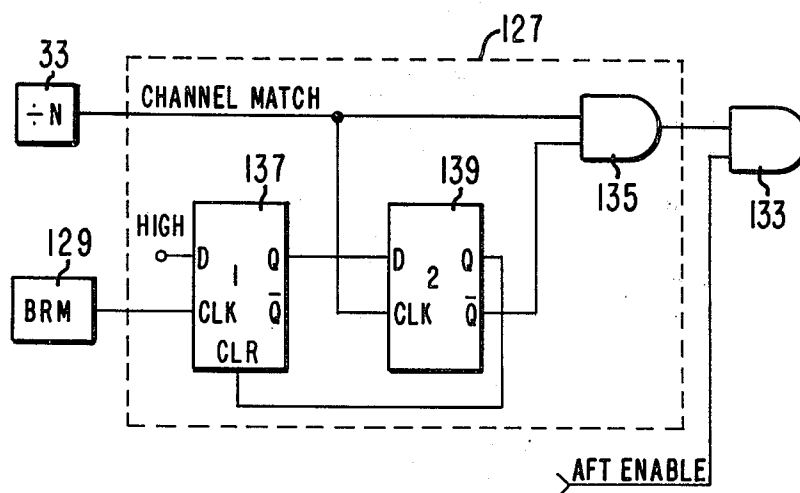 127
33
÷N
CHANNEL MATCH
135
133
137
139
HIGH
D
Q
1
CLK
Q̅
CLR
D
Q
2
CLK
Q̅
129
BRM
AFT ENABLE